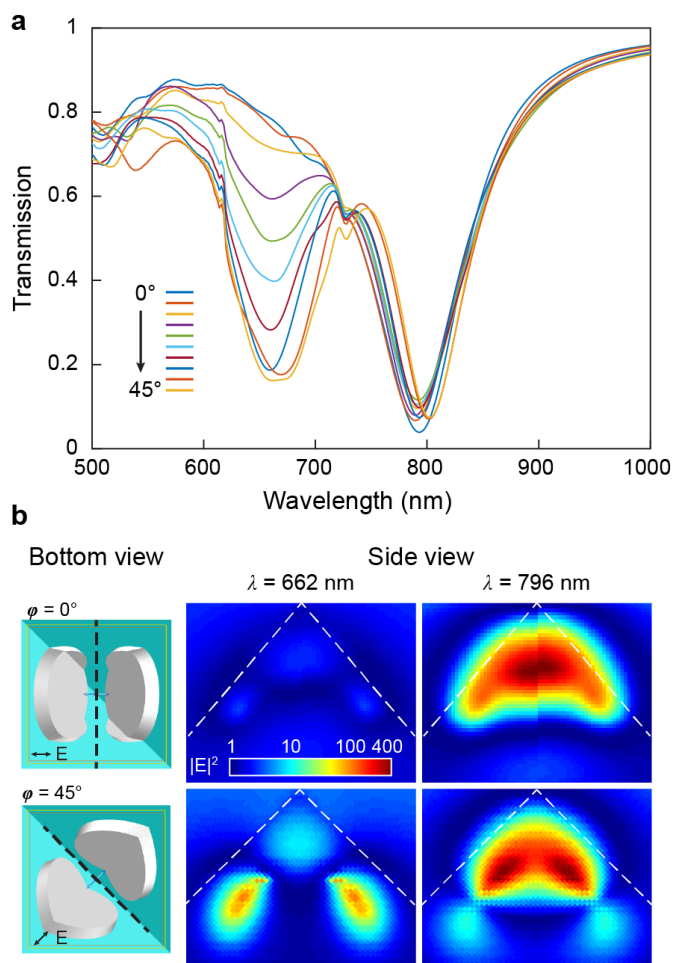 a
1
0.8
0.6
0.4
0.2
0
Transmission
0°
45°
500 600 700 800 900 1000
Wavelength (nm)
b
Bottom view Side view
λ = 662 nm λ = 796 nm
φ = 0°
E
|E|² 1 10 100 400
φ = 45°
E